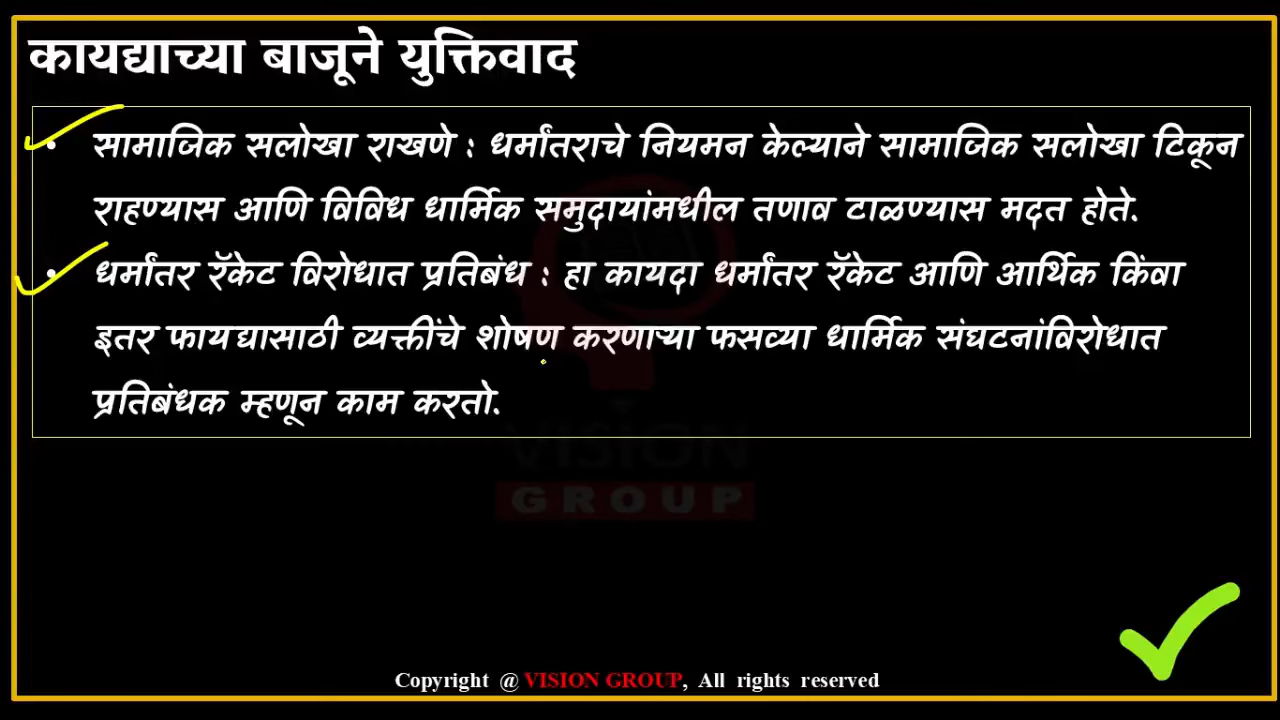 कायद्याच्या बाजूने युक्तिवाद
• सामाजिक सलोखा राखणे : धर्मांतराचे नियमन केल्याने सामाजिक सलोखा टिकून
राहण्यास आणि विविध धार्मिक समुदायांमधील तणाव टाळण्यास मदत होते.
• धर्मांतर रॅकेट विरोधात प्रतिबंध : हा कायदा धर्मांतर रॅकेट आणि आर्थिक किंवा
इतर फायद्यासाठी व्यक्तींचे शोषण करणाऱ्या फसव्या धार्मिक संघटनांविरोधात
प्रतिबंधक म्हणून काम करतो.
VISION
GROUP
Copyright @ VISION GROUP, All rights reserved